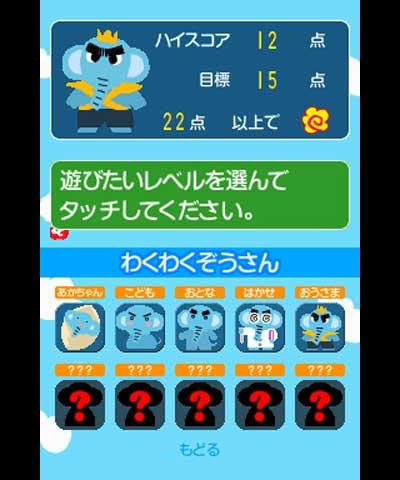 ハイスコア 12 点
目標 15 点
22点 以上で
遊びたいレベルを選んで
タッチしてください。
わくわくぞうさん
あかちゃん こども おとな はかせ おうさま
??? ??? ??? ??? ???
? ? ? ? ?
もどる